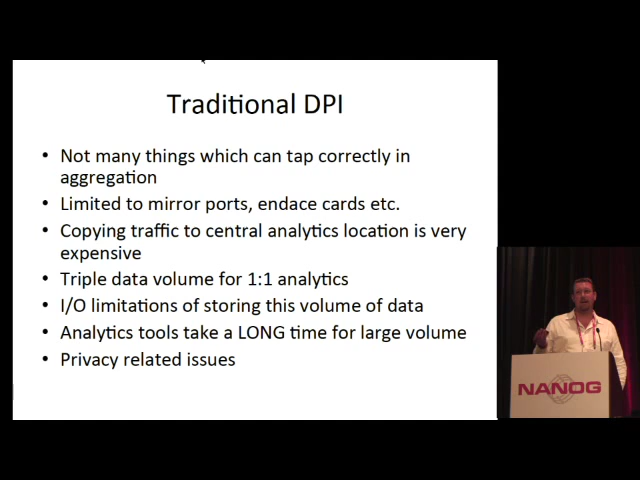 Traditional DPI
• Not many things which can tap correctly in
aggregation
• Limited to mirror ports, endace cards etc.
• Copying traffic to central analytics location is very
expensive
• Triple data volume for 1:1 analytics
• I/O limitations of storing this volume of data
• Analytics tools take a LONG time for large volume
• Privacy related issues
NANOG